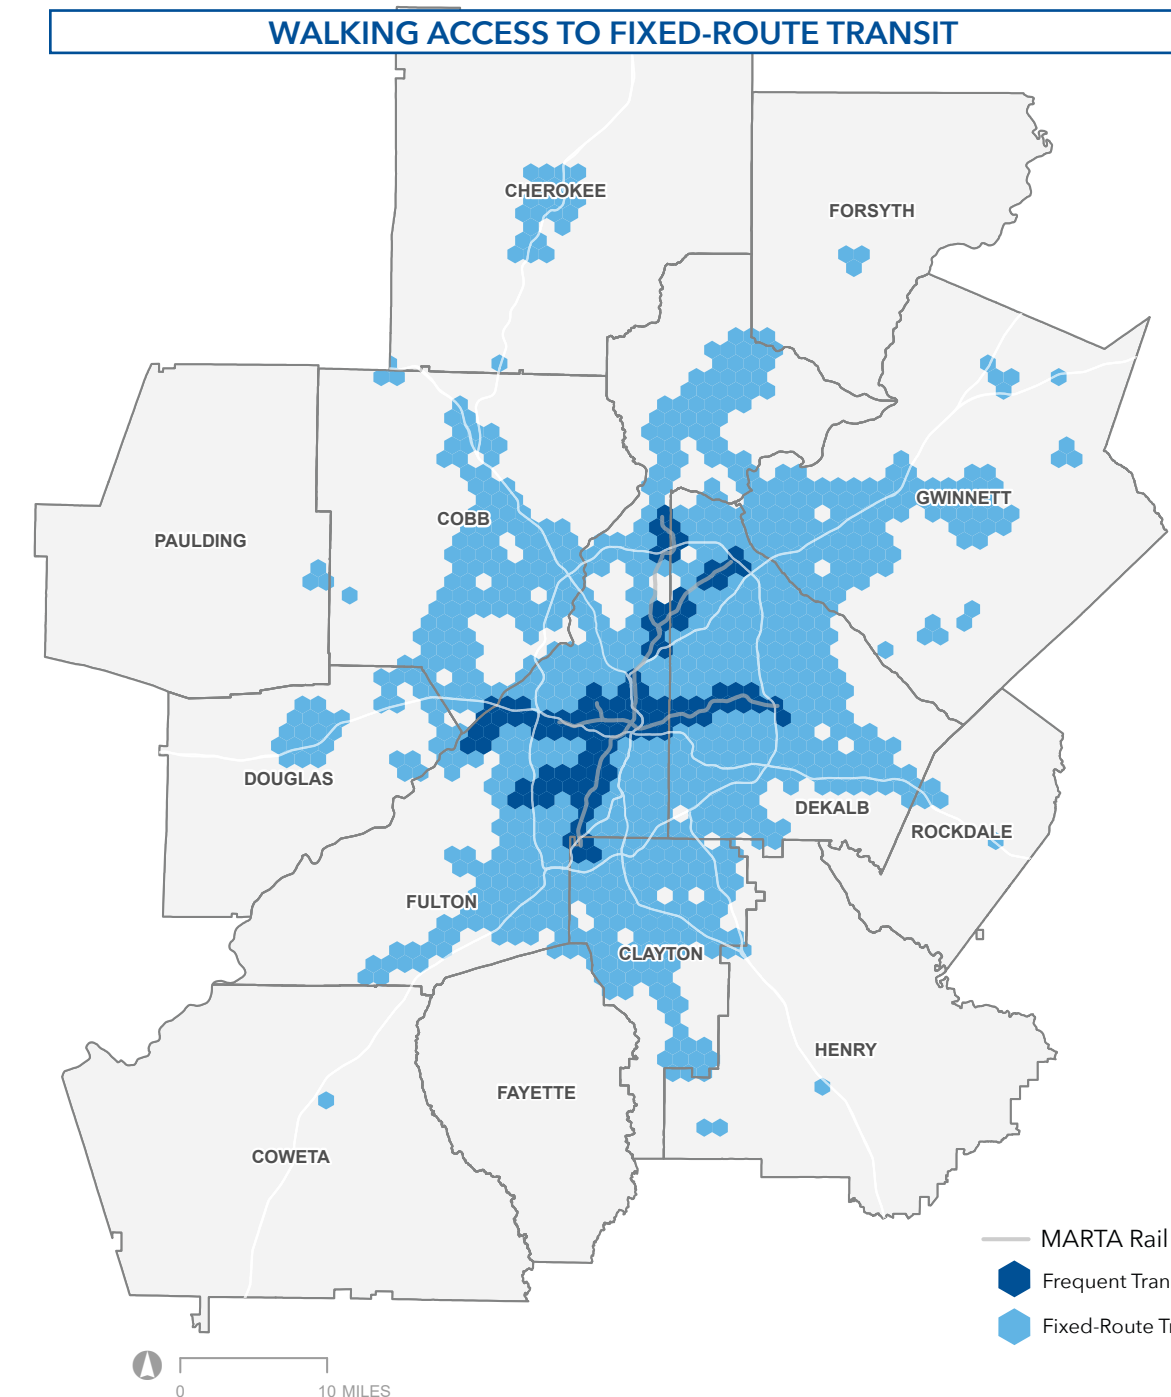 WALKING ACCESS TO FIXED-ROUTE TRANSIT
CHEROKEE
FORSYTH
GWINNETT
COBB
PAULDING
DOUGLAS
DEKALB
ROCKDALE
FULTON
CLAYTON
HENRY
FAYETTE
COWETA
MARTA Rail
Frequent Tran
Fixed-Route Tr
0 10 MILES